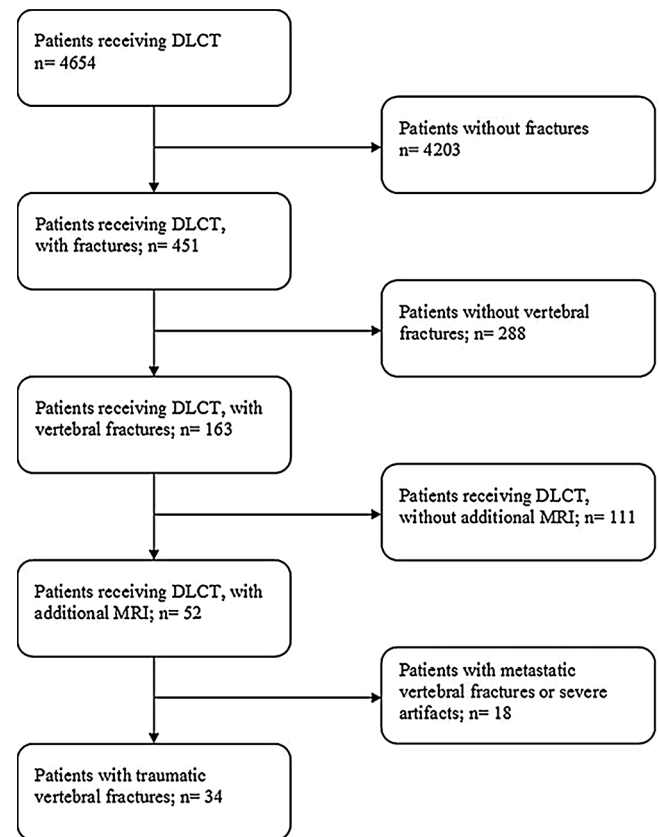 Patients receiving DLCT
n= 4654
Patients without fractures
n= 4203
Patients receiving DLCT,
with fractures; n= 451
Patients without vertebral
fractures; n= 288
Patients receiving DLCT, with
vertebral fractures; n= 163
Patients receiving DLCT,
without additional MRI; n= 111
Patients receiving DLCT, with
additional MRI; n= 52
Patients with metastatic
vertebral fractures or severe
artifacts; n= 18
Patients with traumatic
vertebral fractures; n= 34